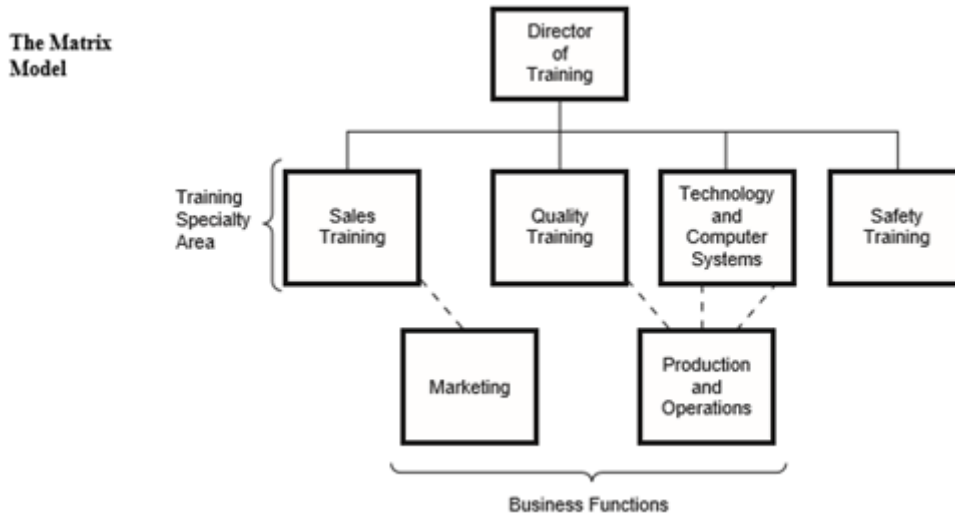 The Matrix
Model
Director
of
Training
Training
Specialty
Area
Sales
Training
Quality
Training
Technology
and
Computer
Systems
Safety
Training
Marketing
Production
and
Operations
Business Functions